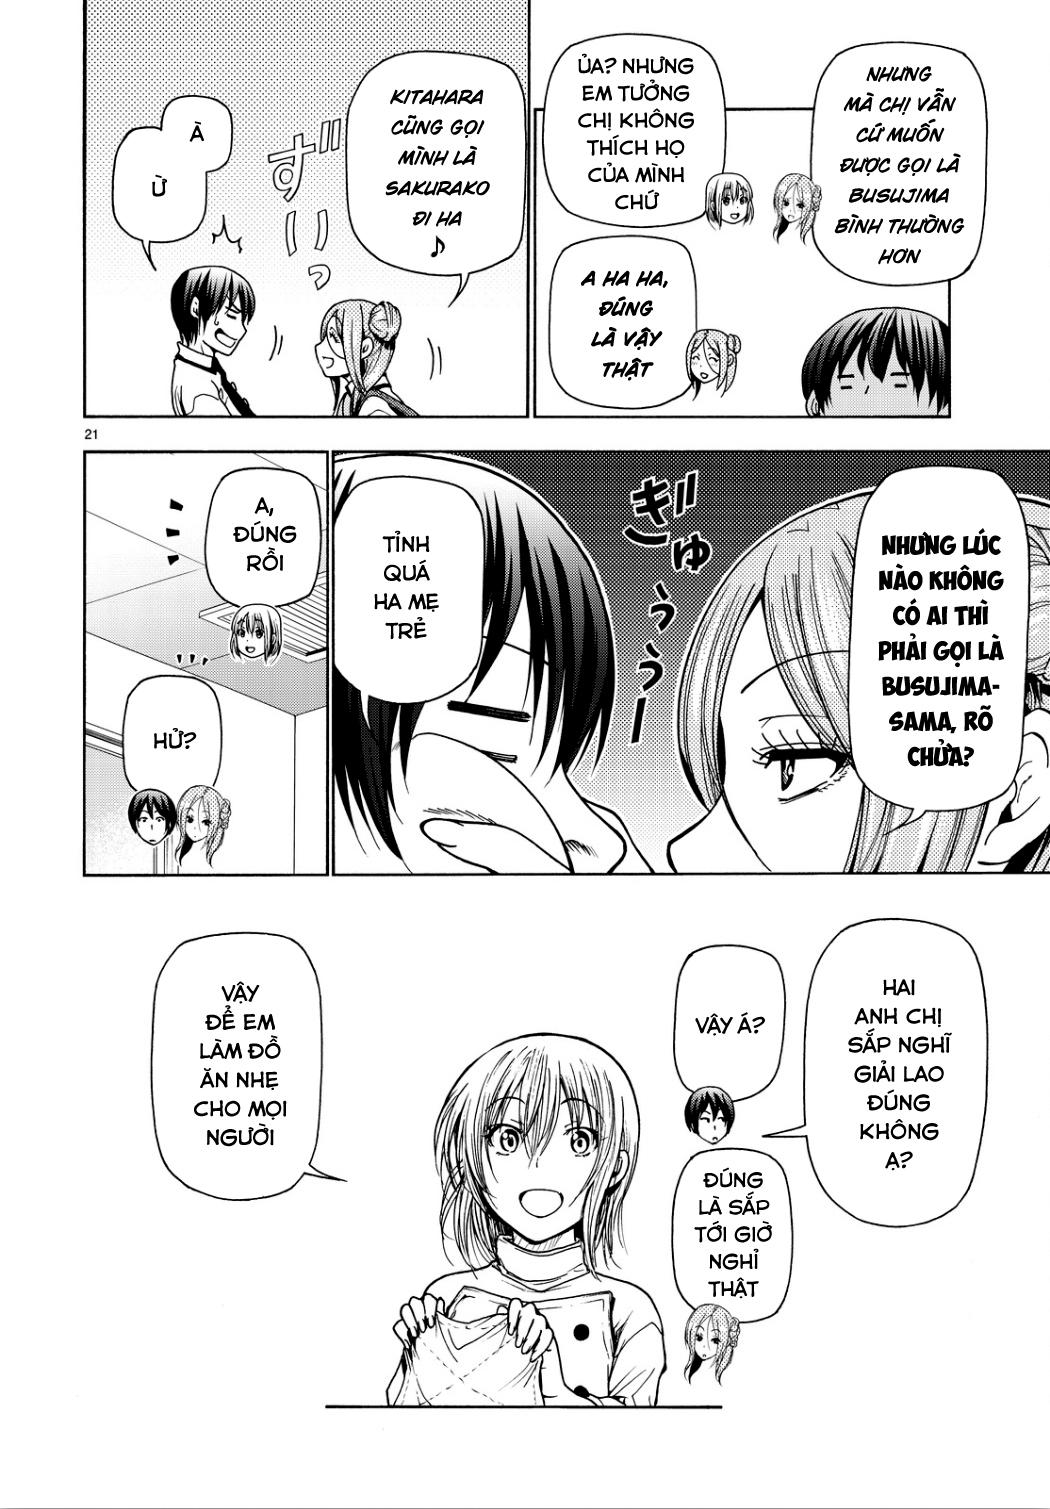 NHƯNG
MÀ CHỊ VẪN
CỨ MUỐN
ĐƯỢC GỌI LÀ
BUSUJIMA
BÌNH THƯỜNG
HƠN
ỦA? NHƯNG
EM TƯỞNG
CHỊ KHÔNG
THÍCH HỌ
CỦA MÌNH
CHỨ
A HA HA,
ĐÚNG
LÀ VẬY
THẬT
KITAHARA
CŨNG GỌI
MÌNH LÀ
SAKURAKO
ĐI HA
♪
ずいっ
À
Ừ
21
NHƯNG LÚC
NÀO KHÔNG
CÓ AI THÌ
PHẢI GỌI LÀ
BUSUJIMA-
SAMA, RÕ
CHỬA?
ぎゅうぅー
TỈNH
QUÁ
HA MẸ
TRẺ
A,
ĐÚNG
RỒI
HỬ?
HAI
ANH CHỊ
SẮP NGHĨ
GIẢI LAO
ĐÚNG
KHÔNG
Ạ?
VẬY Á?
ĐÚNG
LÀ SẮP
TỚI GIỜ
NGHỈ
THẬT
VẬY
ĐỂ EM
LÀM ĐỒ
ĂN NHẸ
CHO MỌI
NGƯỜI